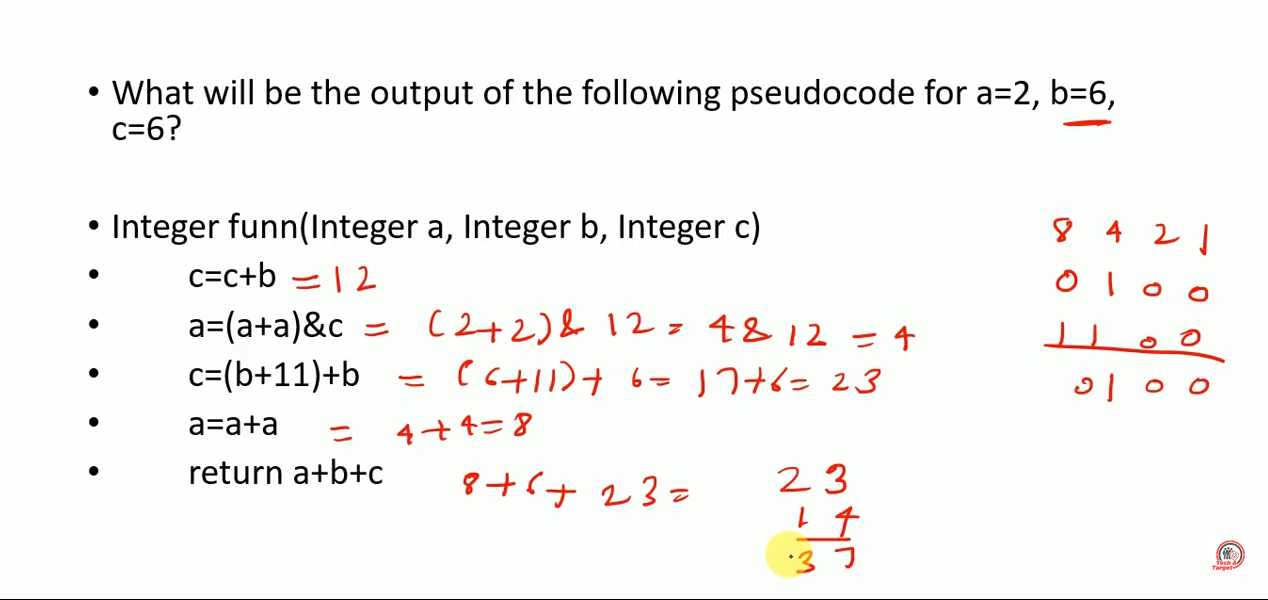 • What will be the output of the following pseudocode for a=2, b=6,
c=6?
• Integer funn(Integer a, Integer b, Integer c)
8 4 2 1
• c=c+b = 12
0 1 0 0
• a=(a+a)&c = (2+2)& 12 = 4 & 12 = 4
1 1 0 0
• c=(b+11)+b = (6+11)+ 6 = 17+6= 23
0 1 0 0
• a=a+a = 4+4=8
• return a+b+c 8+6+ 23 =
23
14
37
Tech &
Target